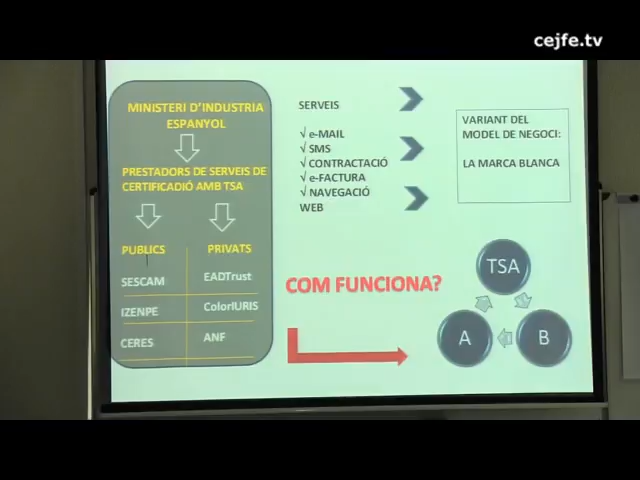 cejfe.tv
MINISTERI D'INDUSTRIA
ESPANYOL
PRESTADORS DE SERVEIS DE
CERTIFICADIÓ AMB TSA
PUBLICS
PRIVATS
SESCAM
EADTrust
IZENPE
ColorIURIS
CERES
ANF
SERVEIS
√ e-MAIL
√ SMS
√ CONTRACTACIÓ
√ e-FACTURA
√ NAVEGACIÓ
WEB
VARIANT DEL
MODEL DE NEGOCI:
LA MARCA BLANCA
COM FUNCIONA?
TSA
A
B